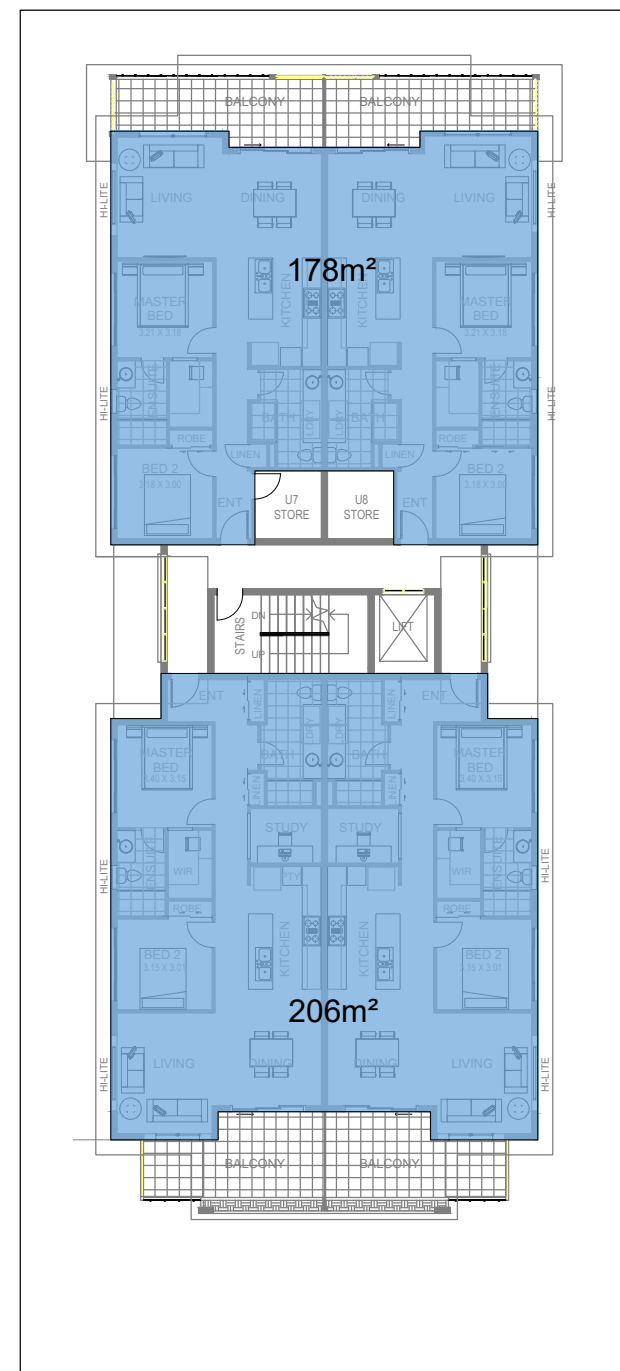 BALCONY BALCONY
HI-LITE
HI-LITE
LIVING DINING DINING LIVING
178m²
KITCHEN
KITCHEN
MASTER BED
3.21 X 3.18
MASTER BED
3.21 X 3.18
HI-LITE
HI-LITE
ENSUITE
ENSUITE
BATH
LDRY
LDRY
BATH
ROBE
ROBE
LINEN
LINEN
BED 2
3.18 X 3.00
BED 2
3.18 X 3.00
ENT
ENT
U7
STORE
U8
STORE
STAIRS
DN
UP
LIFT
ENT
ENT
LINEN
LINEN
LDRY
LDRY
BATH
BATH
MASTER
BED
3.40 X 3.15
MASTER
BED
3.40 X 3.15
LINEN
LINEN
STUDY
STUDY
HI-LITE
HI-LITE
ENSUITE
ENSUITE
WIR
WIR
PTY
ROBE
ROBE
KITCHEN
KITCHEN
BED 2
3.15 X 3.01
BED 2
3.15 X 3.01
206m²
HI-LITE
HI-LITE
LIVING DINING DINING LIVING
BALCONY BALCONY